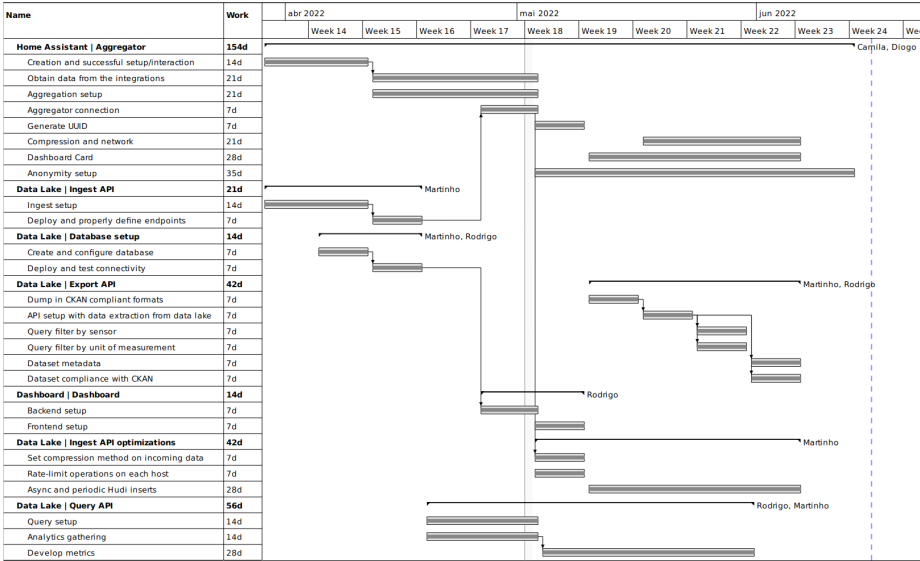 Name Work abr 2022 mai 2022 jun 2022
Week 14 Week 15 Week 16 Week 17 Week 18 Week 19 Week 20 Week 21 Week 22 Week 23 Week 24 We
Home Assistant | Aggregator 154d Camila, Diogo
Creation and successful setup/interaction 14d
Obtain data from the integrations 21d
Aggregation setup 21d
Aggregator connection 7d
Generate UUID 7d
Compression and network 21d
Dashboard Card 28d
Anonymity setup 35d
Data Lake | Ingest API 21d Martinho
Ingest setup 14d
Deploy and properly define endpoints 7d
Data Lake | Database setup 14d Martinho, Rodrigo
Create and configure database 7d
Deploy and test connectivity 7d
Data Lake | Export API 42d Martinho, Rodrigo
Dump in CKAN compliant formats 7d
API setup with data extraction from data lake 7d
Query filter by sensor 7d
Query filter by unit of measurement 7d
Dataset metadata 7d
Dataset compliance with CKAN 7d
Dashboard | Dashboard 14d Rodrigo
Backend setup 7d
Frontend setup 7d
Data Lake | Ingest API optimizations 42d Martinho
Set compression method on incoming data 7d
Rate-limit operations on each host 7d
Async and periodic Hudi inserts 28d
Data Lake | Query API 56d Rodrigo, Martinho
Query setup 14d
Analytics gathering 14d
Develop metrics 28d